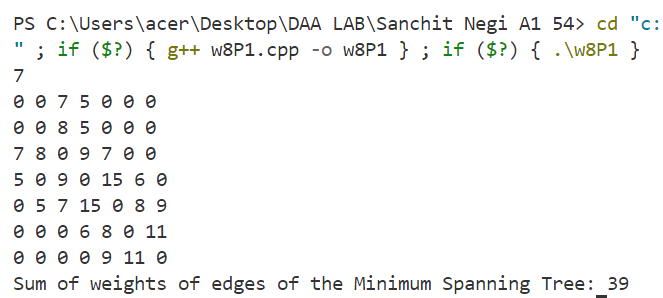 PS C:\Users\acer\Desktop\DAA LAB\Sanchit Negi A1 54> cd "c:
" ; if ($?) { g++ w8P1.cpp -o w8P1 } ; if ($?) { .\w8P1 }
7
0 0 7 5 0 0 0
0 0 8 5 0 0 0
7 8 0 9 7 0 0
5 0 9 0 15 6 0
0 5 7 15 0 8 9
0 0 0 6 8 0 11
0 0 0 0 9 11 0
Sum of weights of edges of the Minimum Spanning Tree: 39